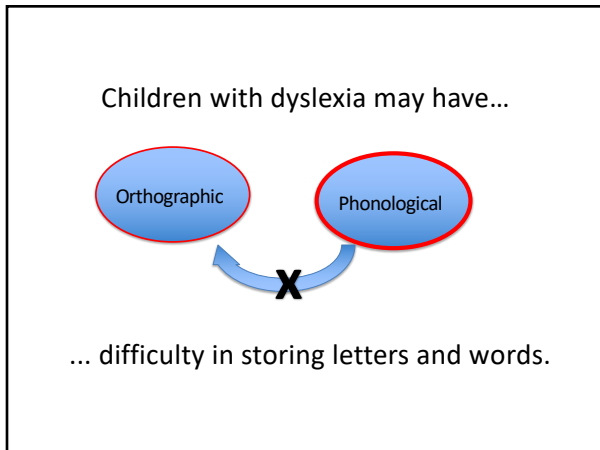 Children with dyslexia may have…
Orthographic
Phonological
X
... difficulty in storing letters and words.